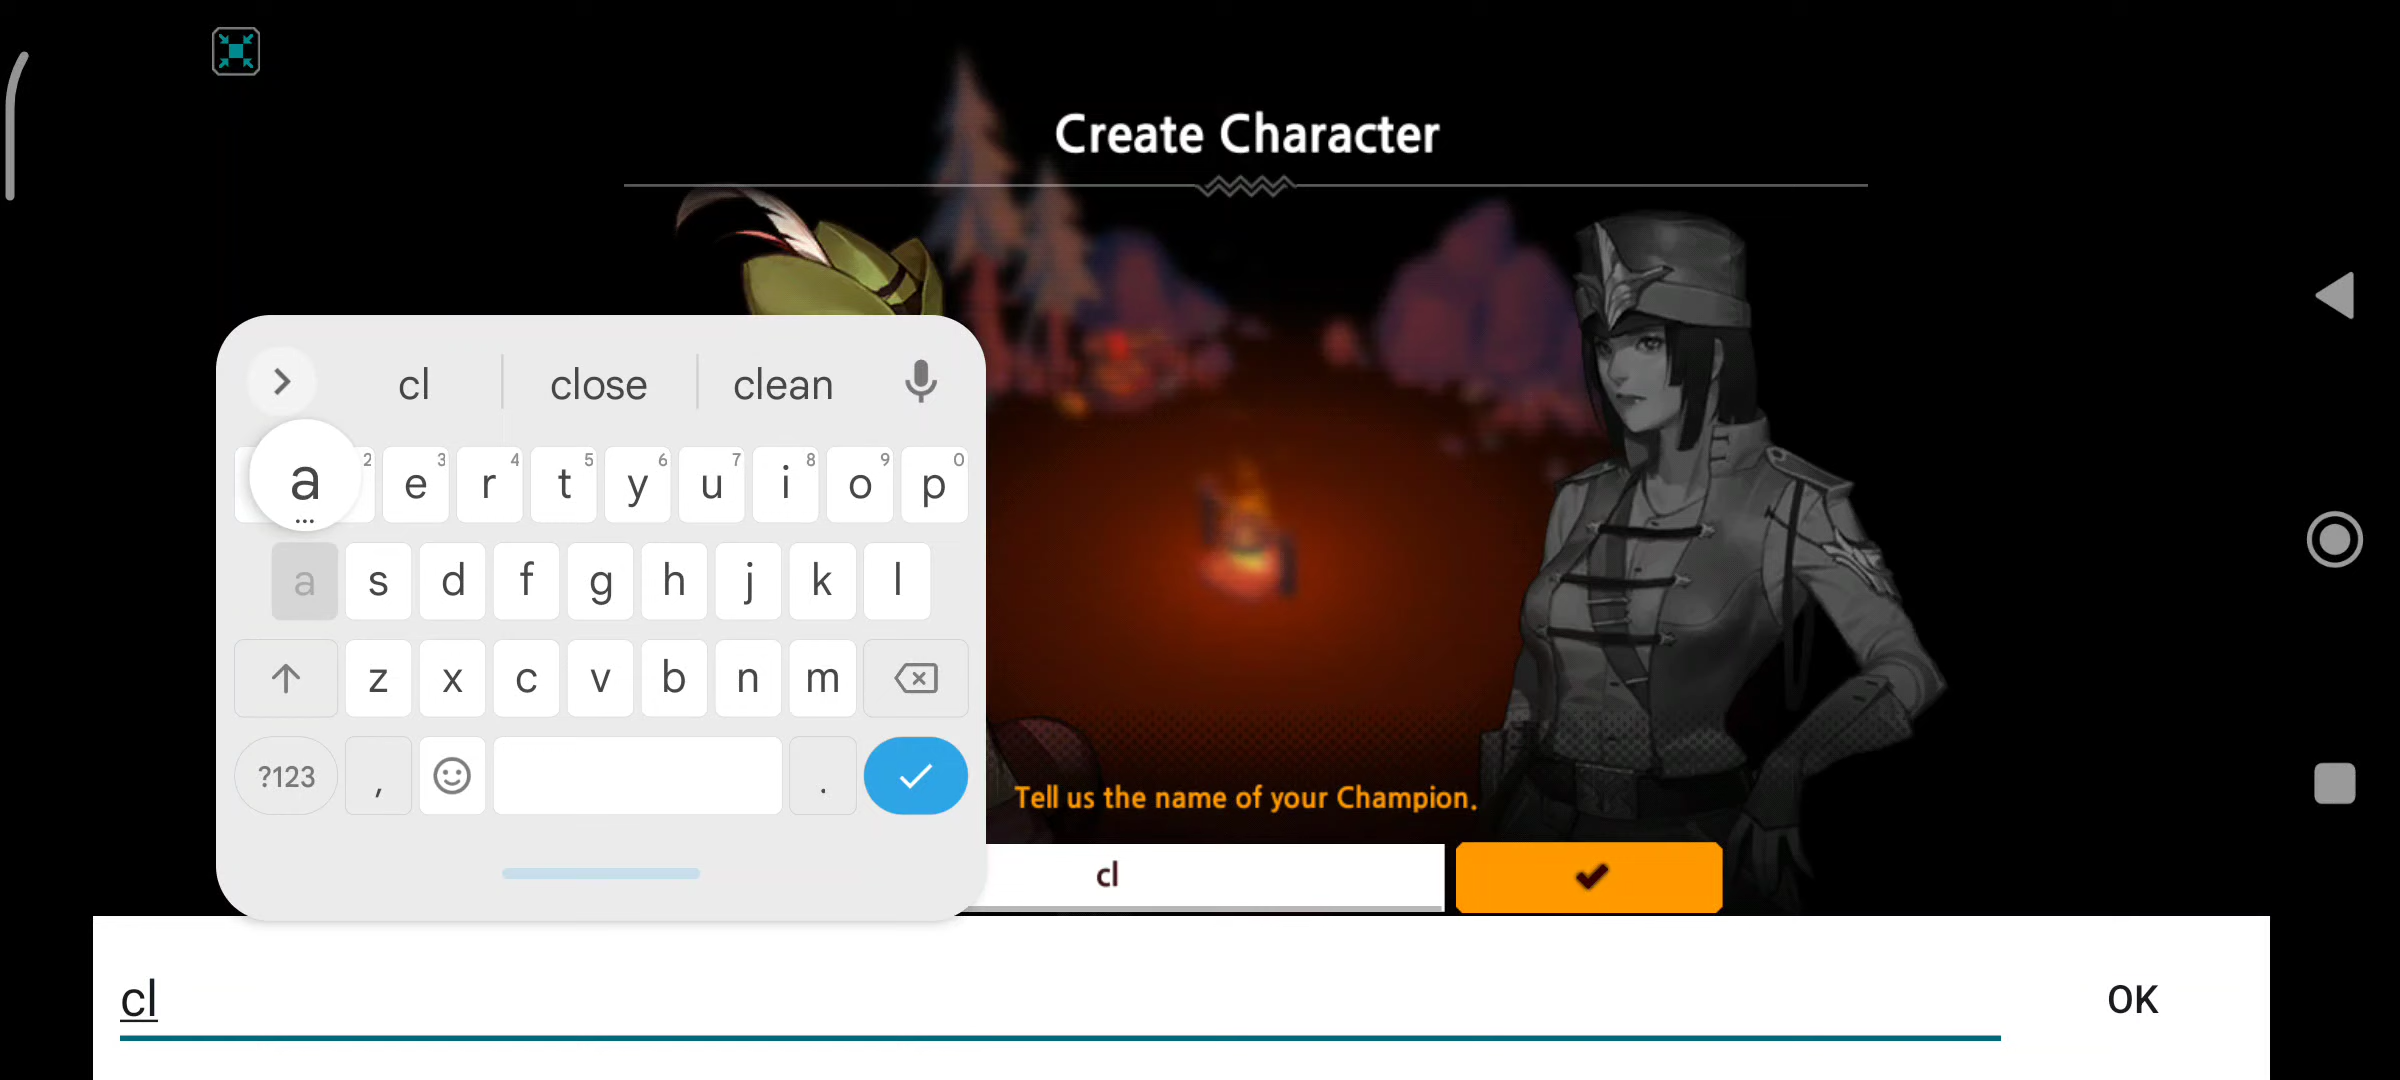 Create Character
cl close clean
a
2 e 3 r 4 t 5 y 6 u 7 i 8 o 9 p 0
a s d f g h j k l
z x c v b n m
?123 , .
Tell us the name of your Champion.
cl
cl
OK